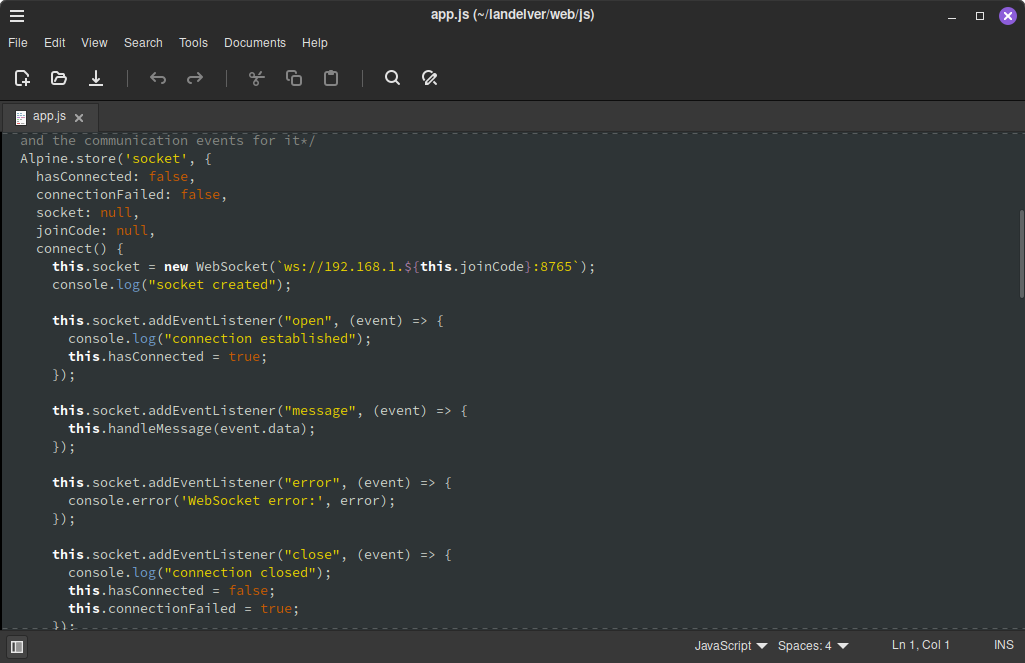 app.js (~/landelver/web/js)
File Edit View Search Tools Documents Help
app.js
and the communication events for it*/
Alpine.store('socket', {
  hasConnected: false,
  connectionFailed: false,
  socket: null,
  joinCode: null,
  connect() {
    this.socket = new WebSocket(`ws://192.168.1.${this.joinCode}:8765`);
    console.log("socket created");

    this.socket.addEventListener("open", (event) => {
      console.log("connection established");
      this.hasConnected = true;
    });

    this.socket.addEventListener("message", (event) => {
      this.handleMessage(event.data);
    });

    this.socket.addEventListener("error", (event) => {
      console.error('WebSocket error:', error);
    });

    this.socket.addEventListener("close", (event) => {
      console.log("connection closed");
      this.hasConnected = false;
      this.connectionFailed = true;
    });
JavaScript Spaces: 4 Ln 1, Col 1 INS